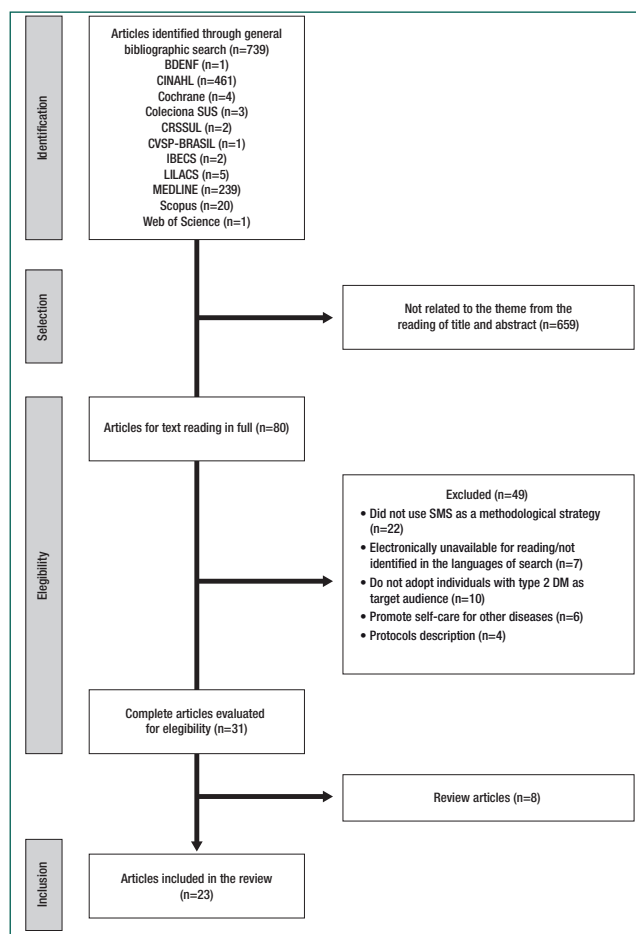 Identification
Articles identified through general
bibliographic search (n=739)
BDENF (n=1)
CINAHL (n=461)
Cochrane (n=4)
Coleciona SUS (n=3)
CRSSUL (n=2)
CVSP-BRASIL (n=1)
IBECS (n=2)
LILACS (n=5)
MEDLINE (n=239)
Scopus (n=20)
Web of Science (n=1)
Selection
Not related to the theme from the
reading of title and abstract (n=659)
Elegibility
Articles for text reading in full (n=80)
Excluded (n=49)
• Did not use SMS as a methodological strategy
(n=22)
• Electronically unavailable for reading/not
identified in the languages of search (n=7)
• Do not adopt individuals with type 2 DM as
target audience (n=10)
• Promote self-care for other diseases (n=6)
• Protocols description (n=4)
Complete articles evaluated
for elegibility (n=31)
Review articles (n=8)
Inclusion
Articles included in the review
(n=23)